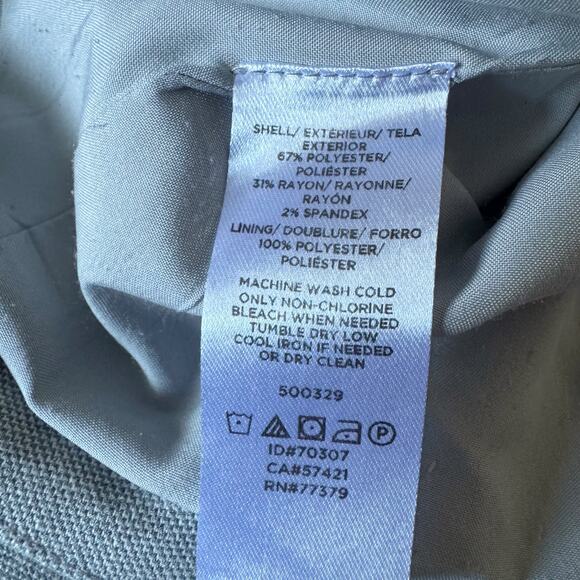 SHELL/ EXTÉRIEUR/ TELA
EXTERIOR
67% POLYESTER/
POLIÉSTER
31% RAYON/ RAYONNE/
RAYÓN
2% SPANDEX
LINING/ DOUBLURE/ FORRO
100% POLYESTER/
POLIÉSTER
MACHINE WASH COLD
ONLY NON-CHLORINE
BLEACH WHEN NEEDED
TUMBLE DRY LOW
COOL IRON IF NEEDED
OR DRY CLEAN
500329
P
ID#70307
CA#57421
RN#77379